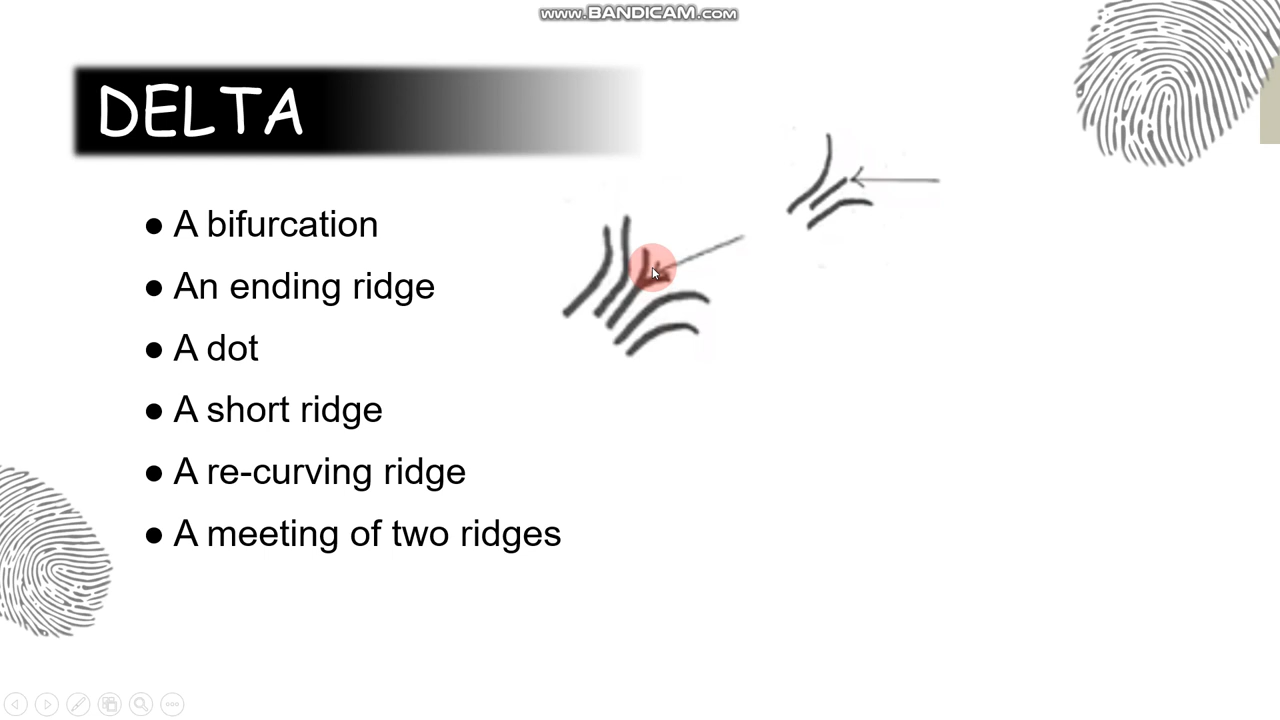 www.BANDICAM.com
DELTA
● A bifurcation
● An ending ridge
● A dot
● A short ridge
● A re-curving ridge
● A meeting of two ridges